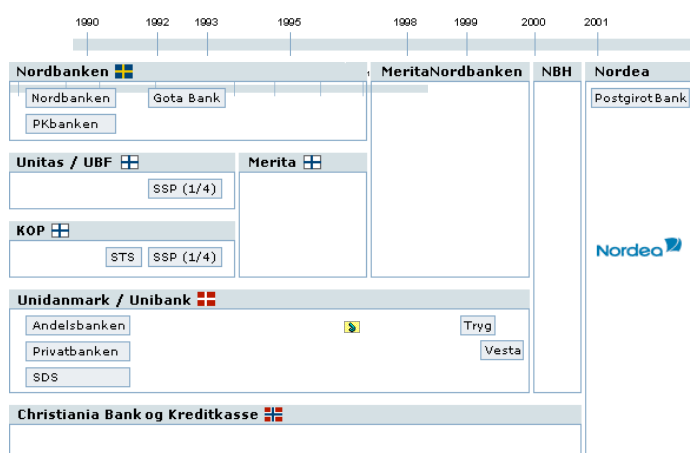 1990 1992 1993 1995 1998 1999 2000 2001
Nordbanken MeritaNordbanken NBH Nordea
Nordbanken Gota Bank PostgirotBank
PKbanken
Unitas / UBF Merita
SSP (1/4)
KOP
STS SSP (1/4)
Nordea
Unidanmark / Unibank
Andelsbanken Tryg
Privatbanken Vesta
SDS
Christiania Bank og Kreditkasse